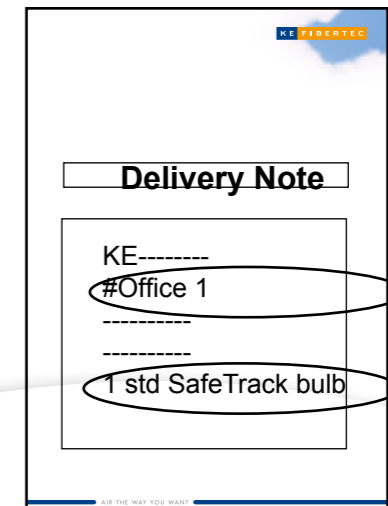 KE FIBERTEC
Delivery Note
KE--------
#Office 1
----------
----------
1 std SafeTrack bulb
AIR THE WAY YOU WANT